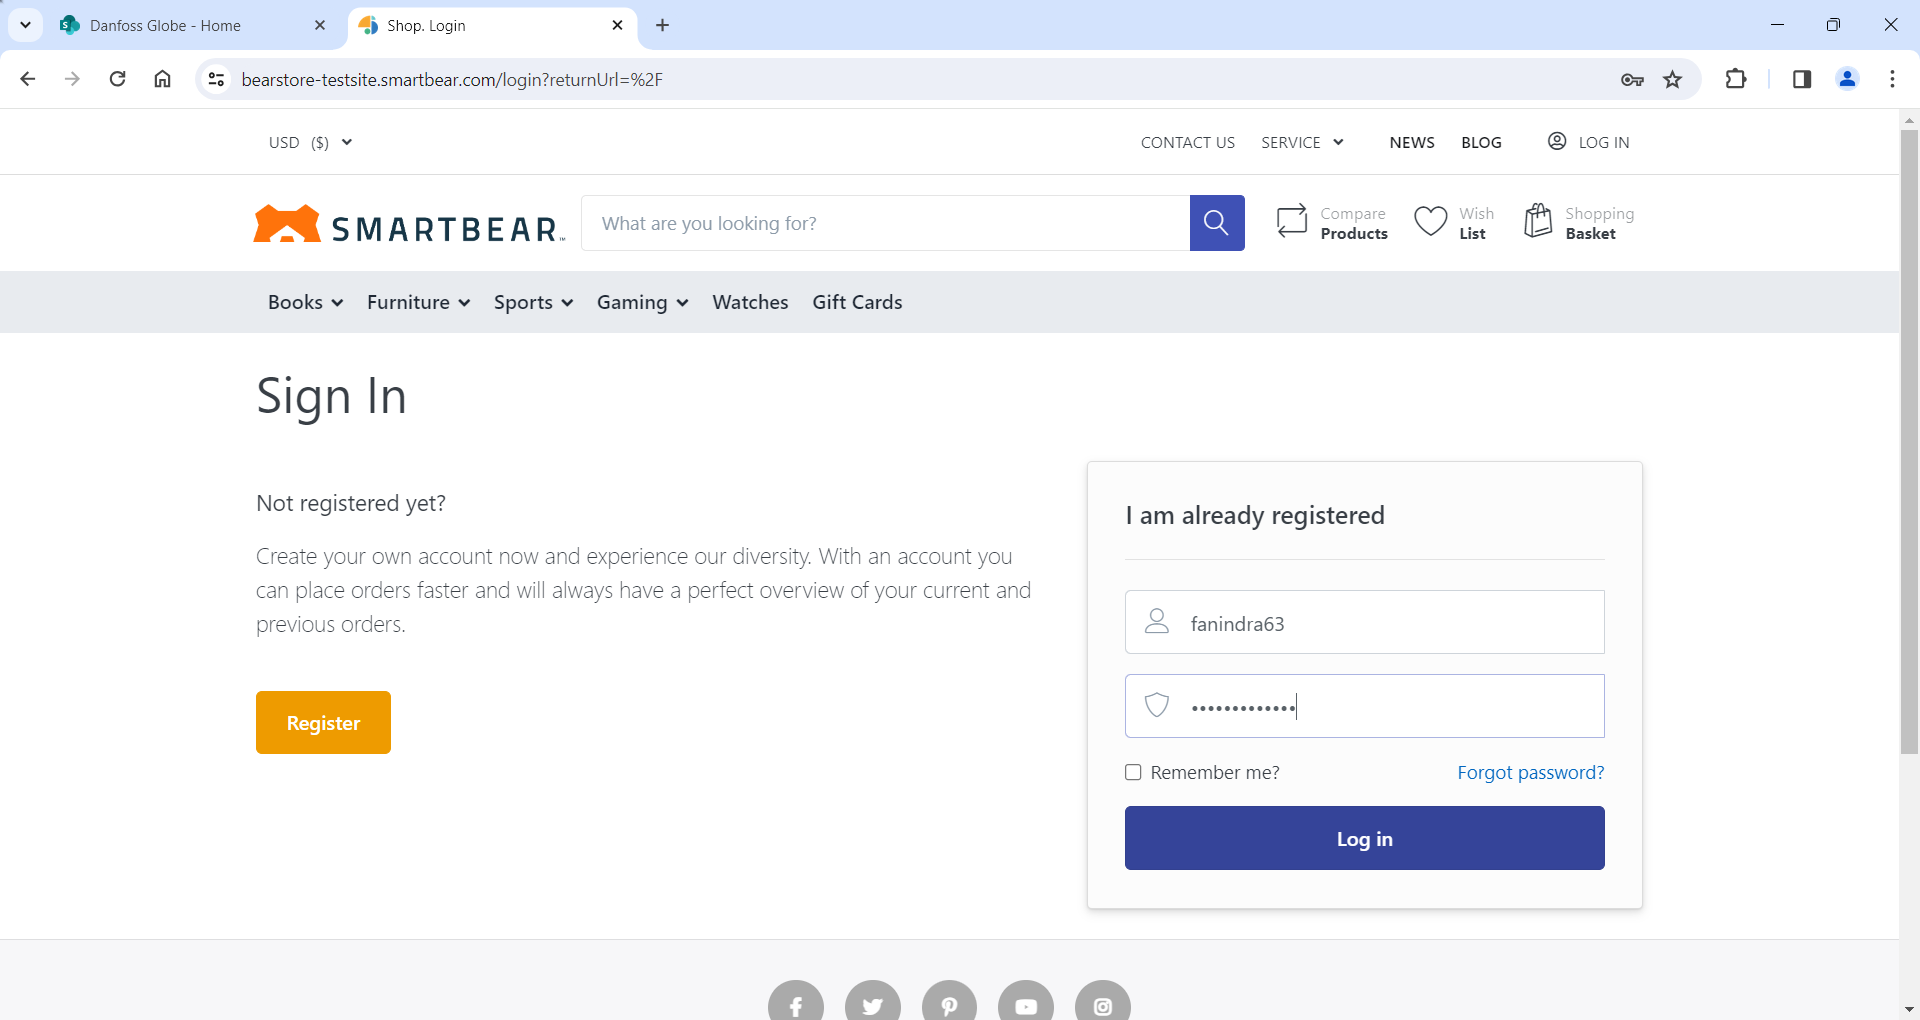 Danfoss Globe - Home
Shop. Login
bearstore-testsite.smartbear.com/login?returnUrl=%2F
USD ($)
CONTACT US SERVICE NEWS BLOG LOG IN
SMARTBEAR™
What are you looking for?
Compare
Products
Wish
List
Shopping
Basket
Books Furniture Sports Gaming Watches Gift Cards
Sign In
Not registered yet?
Create your own account now and experience our diversity. With an account you
can place orders faster and will always have a perfect overview of your current and
previous orders.
Register
I am already registered
fanindra63
•••••••••••••
Remember me? Forgot password?
Log in